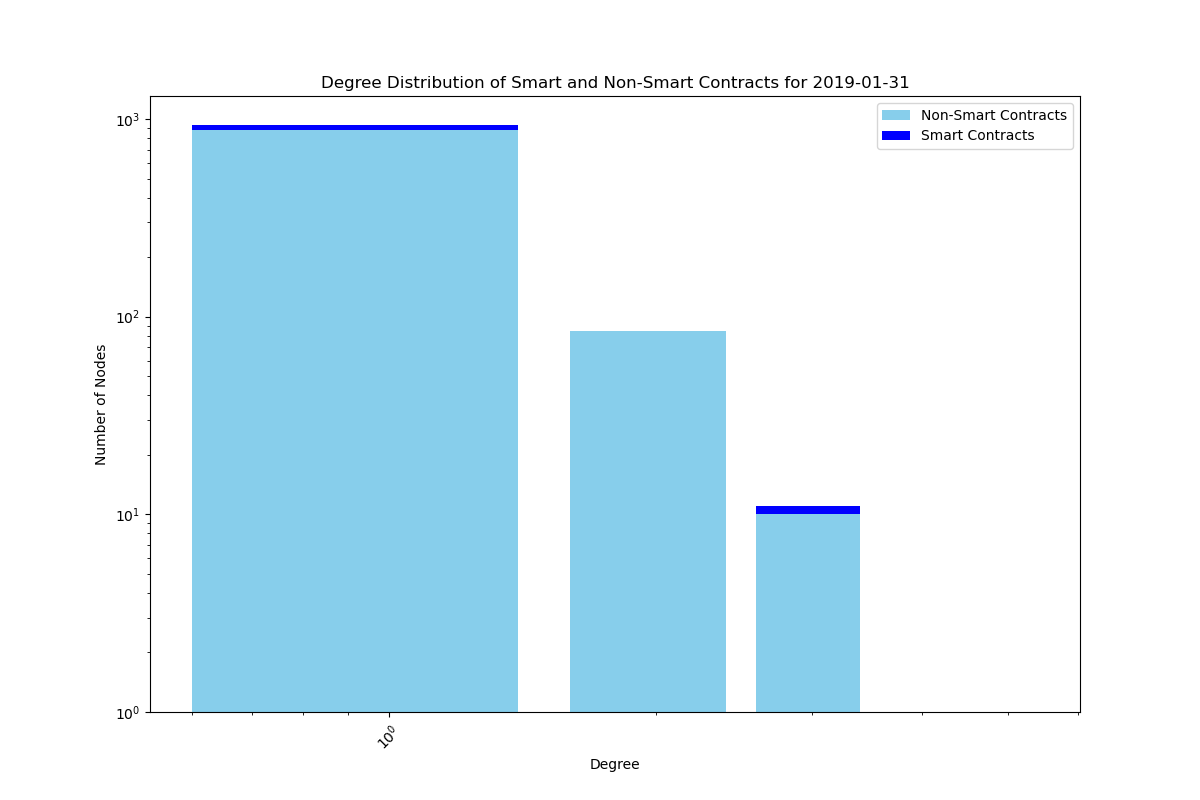 Degree Distribution of Smart and Non-Smart Contracts for 2019-01-31
Non-Smart Contracts
Smart Contracts
10³
10²
10¹
10⁰
Number of Nodes
10⁰
Degree